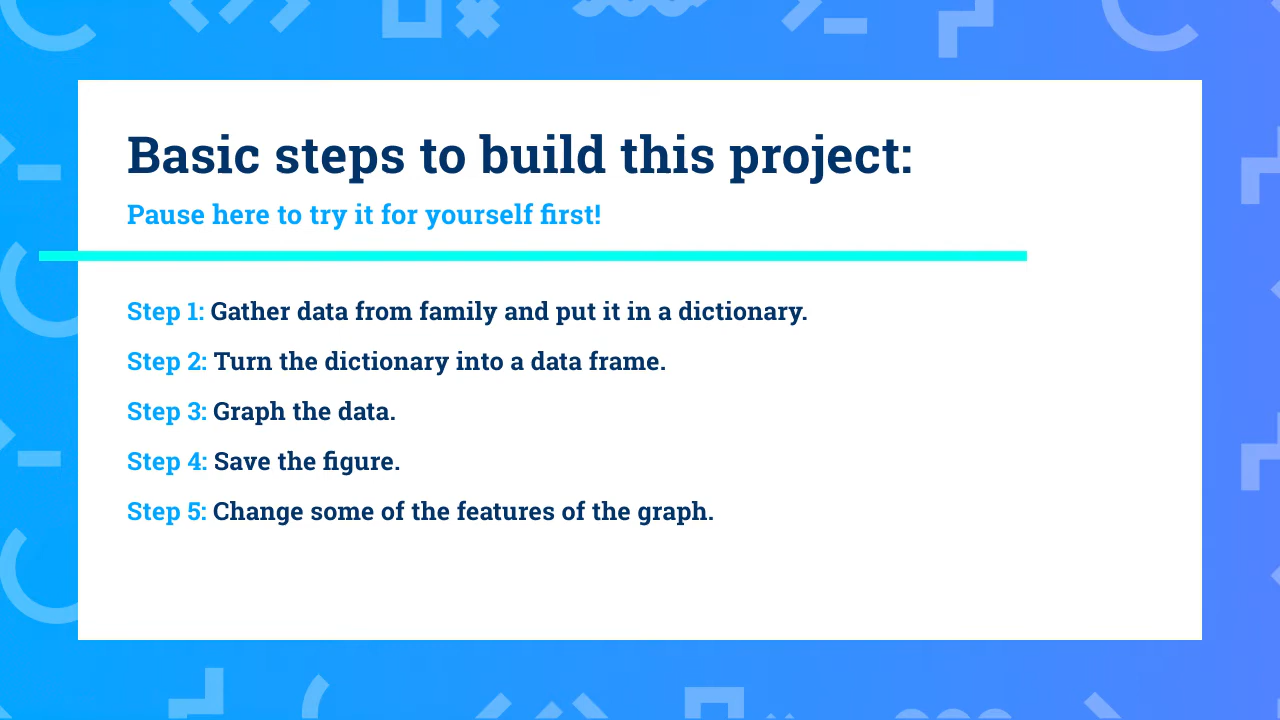 Basic steps to build this project:
Pause here to try it for yourself first!
Step 1: Gather data from family and put it in a dictionary.
Step 2: Turn the dictionary into a data frame.
Step 3: Graph the data.
Step 4: Save the figure.
Step 5: Change some of the features of the graph.